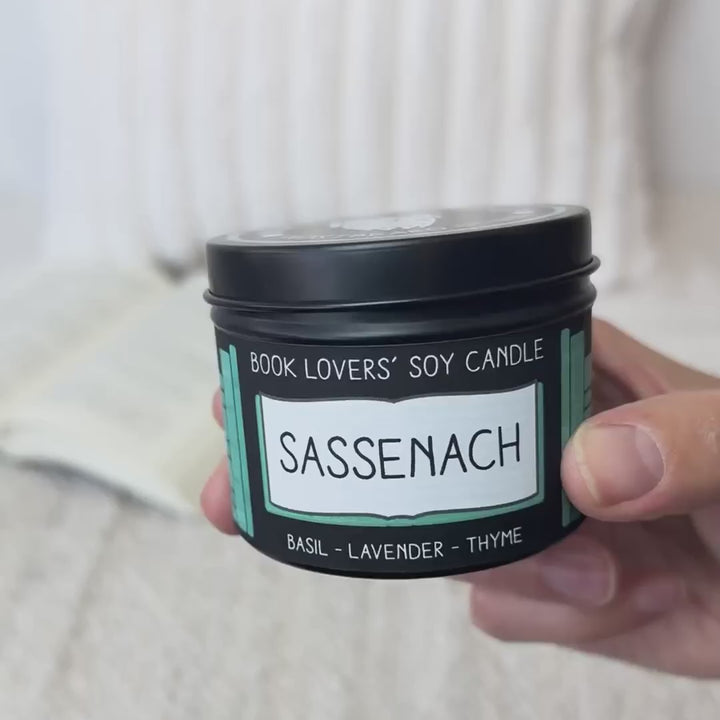 BOOK LOVERS' SOY CANDLE
SASSENACH
BASIL - LAVENDER - THYME